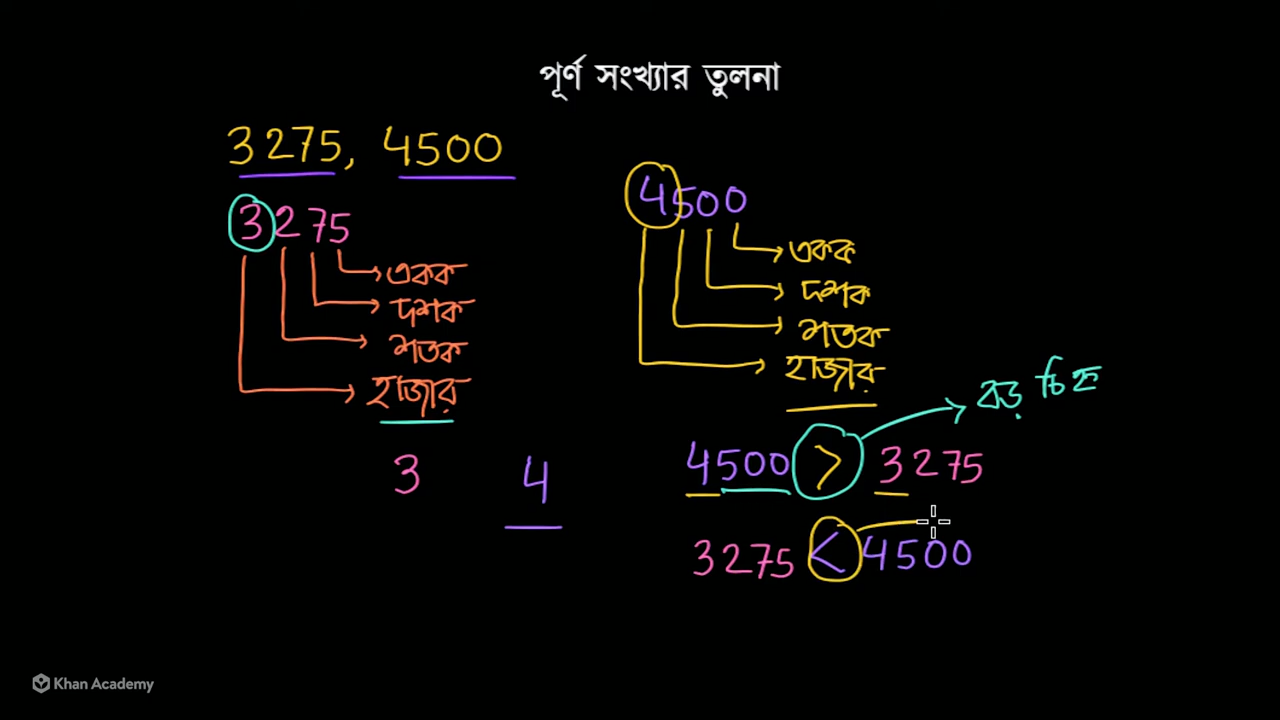 পূর্ণ সংখ্যার তুলনা
3275, 4500
3275
একক
দশক
শতক
হাজার
4500
একক
দশক
শতক
হাজার
3 4
4500 > 3275
বড় চিহ্ন
3275 < 4500
Khan Academy